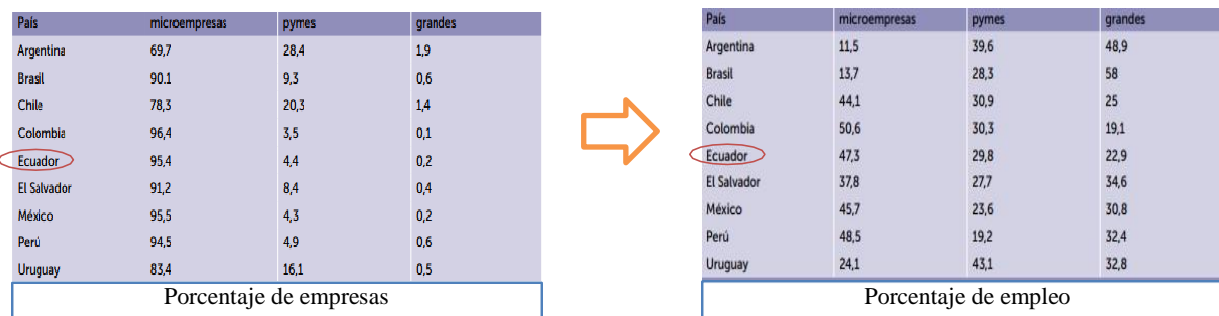 País microempresas pymes grandes
Argentina 69,7 28,4 1,9
Brasil 90.1 9,3 0,6
Chile 78,3 20,3 1,4
Colombia 96,4 3,5 0,1
Ecuador 95,4 4,4 0,2
El Salvador 91,2 8,4 0,4
México 95,5 4,3 0,2
Perú 94,5 4,9 0,6
Uruguay 83,4 16,1 0,5
Porcentaje de empresas
País microempresas pymes grandes
Argentina 11,5 39,6 48,9
Brasil 13,7 28,3 58
Chile 44,1 30,9 25
Colombia 50,6 30,3 19,1
Ecuador 47,3 29,8 22,9
El Salvador 37,8 27,7 34,6
México 45,7 23,6 30,8
Perú 48,5 19,2 32,4
Uruguay 24,1 43,1 32,8
Porcentaje de empleo